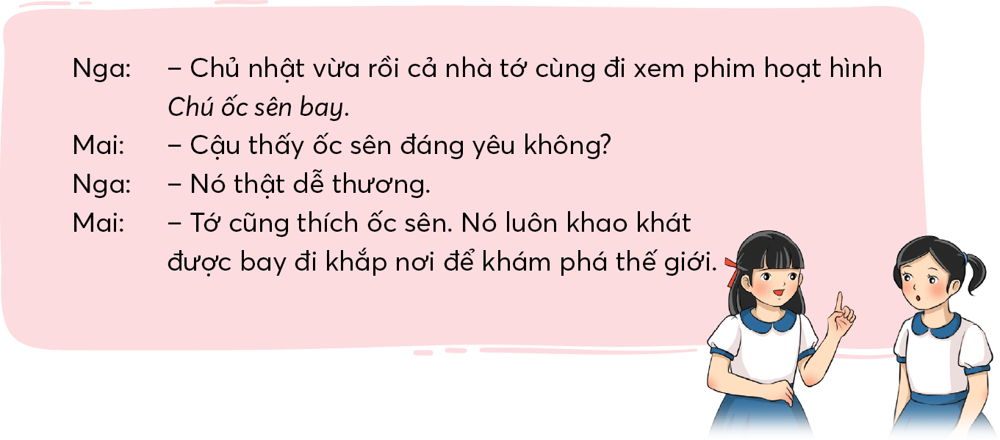 Nga: – Chủ nhật vừa rồi cả nhà tớ cùng đi xem phim hoạt hình
Chú ốc sên bay.
Mai: – Cậu thấy ốc sên đáng yêu không?
Nga: – Nó thật dễ thương.
Mai: – Tớ cũng thích ốc sên. Nó luôn khao khát
được bay đi khắp nơi để khám phá thế giới.